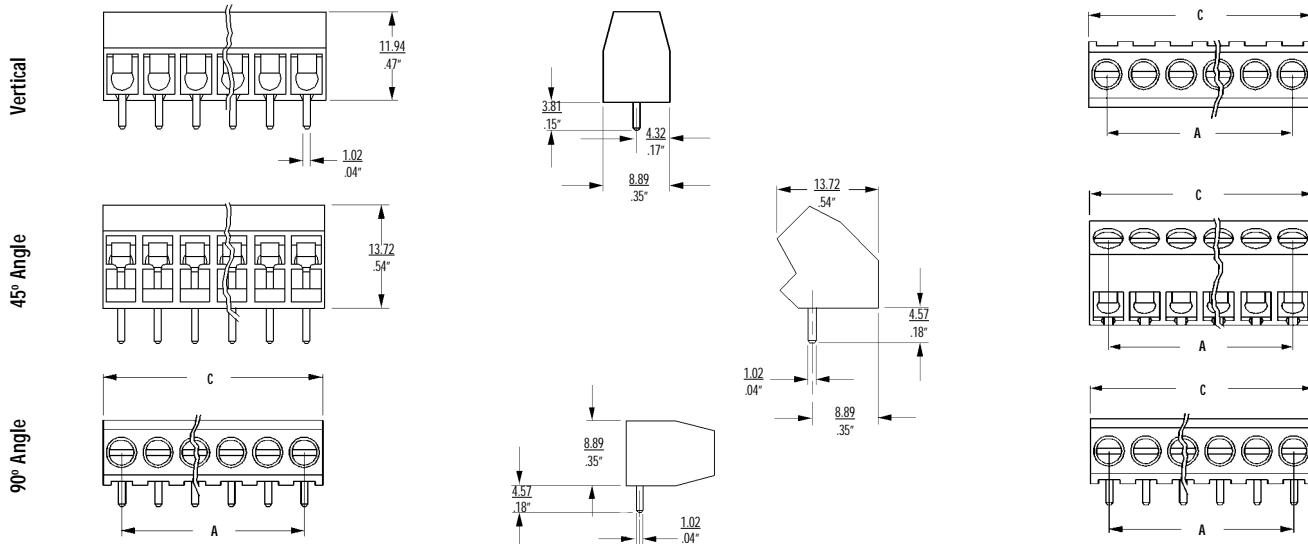 Vertical
11.94
.47"
1.02
.04"
3.81
.15"
4.32
.17"
8.89
.35"
C
A
45º Angle
13.72
.54"
13.72
.54"
4.57
.18"
1.02
.04"
8.89
.35"
C
A
90º Angle
C
A
8.89
.35"
4.57
.18"
1.02
.04"
C
A